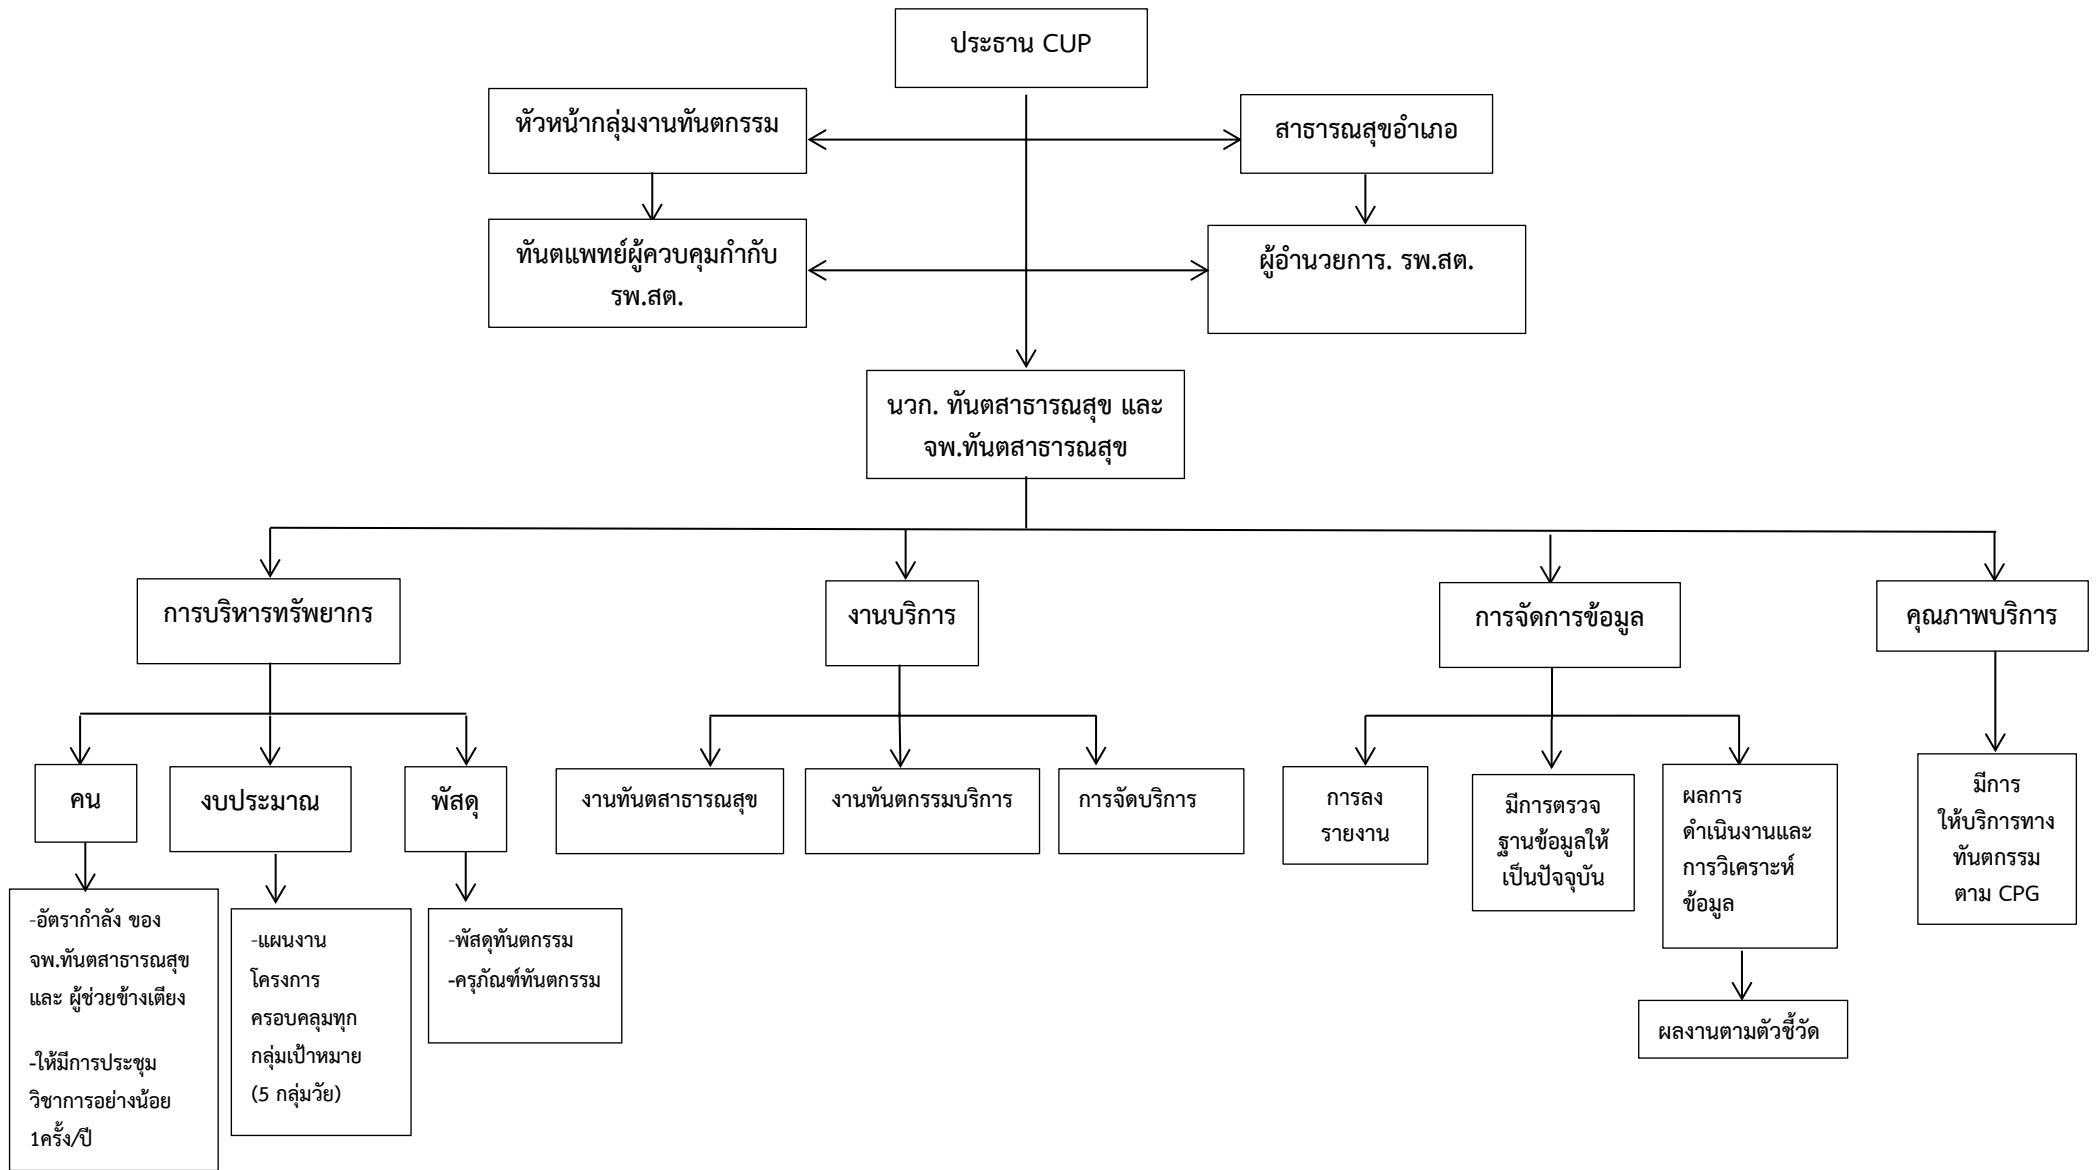 ประธาน CUP
หัวหน้ากลุ่มงานทันตกรรม
สาธารณสุขอำเภอ
ทันตแพทย์ผู้ควบคุมกำกับ
รพ.สต.
ผู้อำนวยการ. รพ.สต.
นวก. ทันตสาธารณสุข และ
จพ.ทันตสาธารณสุข
การบริหารทรัพยากร
งานบริการ
การจัดการข้อมูล
คุณภาพบริการ
คน
งบประมาณ
พัสดุ
งานทันตสาธารณสุข
งานทันตกรรมบริการ
การจัดบริการ
การลง
รายงาน
มีการตรวจ
ฐานข้อมูลให้
เป็นปัจจุบัน
ผลการ
ดำเนินงานและ
การวิเคราะห์
ข้อมูล
มีการ
ให้บริการทาง
ทันตกรรม
ตาม CPG
-อัตรากำลัง ของ
จพ.ทันตสาธารณสุข
และ ผู้ช่วยข้างเตียง
-ให้มีการประชุม
วิชาการอย่างน้อย
1ครั้ง/ปี
-แผนงาน
โครงการ
ครอบคลุมทุก
กลุ่มเป้าหมาย
(5 กลุ่มวัย)
-พัสดุทันตกรรม
-ครุภัณฑ์ทันตกรรม
ผลงานตามตัวชี้วัด